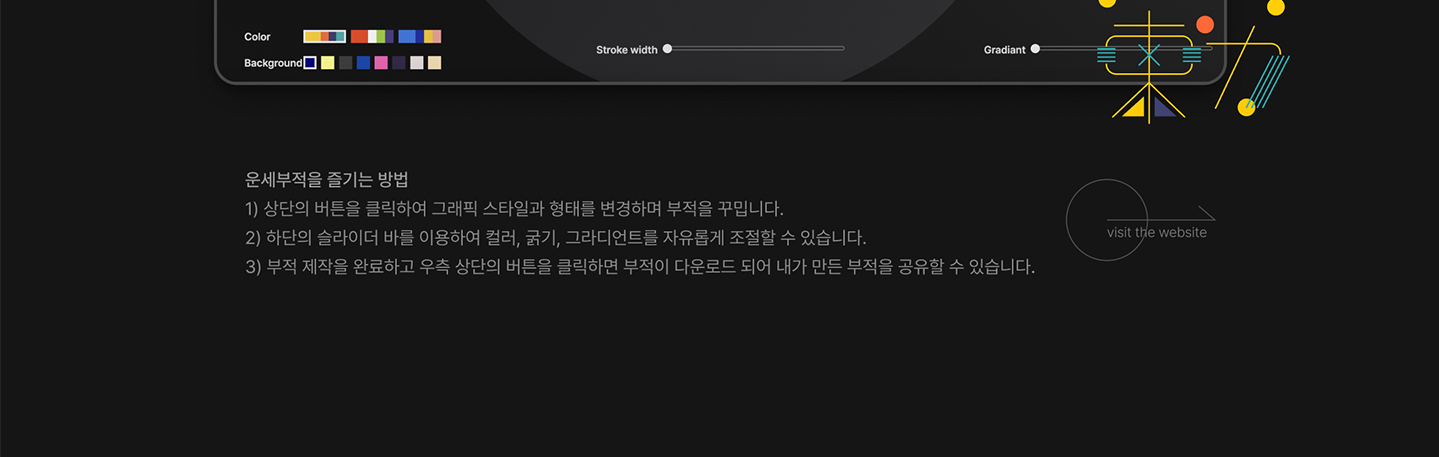 Color
Stroke width
Gradiant
Background
운세부적을 즐기는 방법
1) 상단의 버튼을 클릭하여 그래픽 스타일과 형태를 변경하며 부적을 꾸밉니다.
2) 하단의 슬라이더 바를 이용하여 컬러, 굵기, 그라디언트를 자유롭게 조절할 수 있습니다.
3) 부적 제작을 완료하고 우측 상단의 버튼을 클릭하면 부적이 다운로드 되어 내가 만든 부적을 공유할 수 있습니다.
visit the website